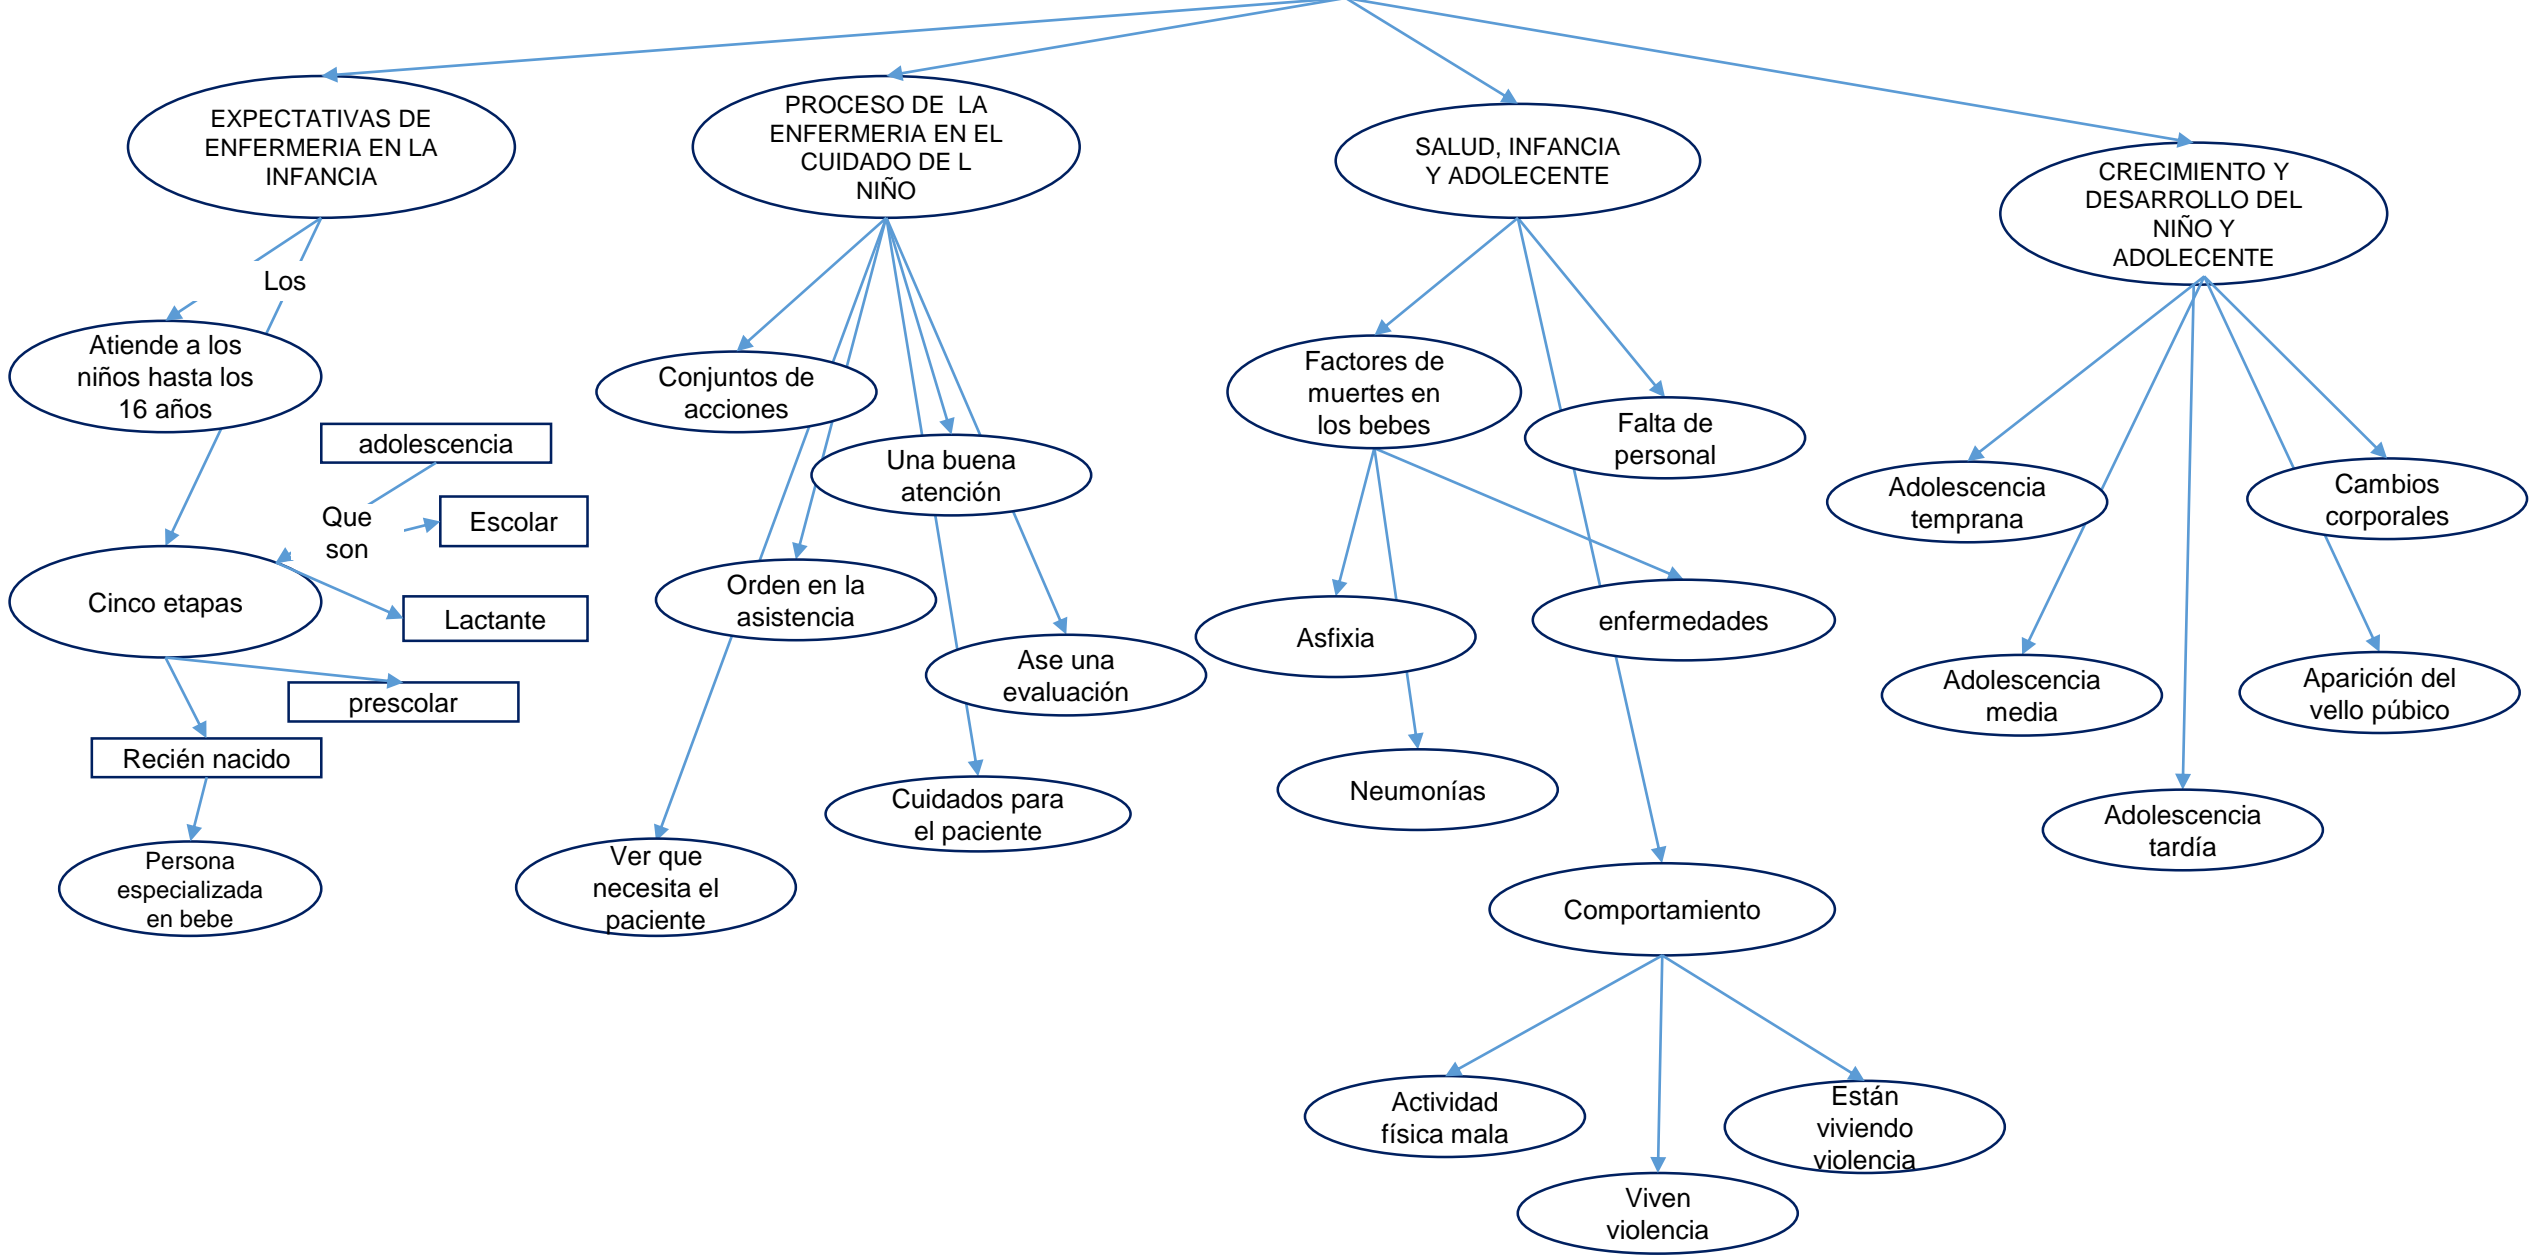 EXPECTATIVAS DE
ENFERMERIA EN LA
INFANCIA
PROCESO DE  LA
ENFERMERIA EN EL
CUIDADO DE L
NIÑO
SALUD, INFANCIA
Y ADOLECENTE
CRECIMIENTO Y
DESARROLLO DEL
NIÑO Y
ADOLECENTE
Los
Atiende a los
niños hasta los
16 años
adolescencia
Que
son
Escolar
Cinco etapas
Lactante
prescolar
Recién nacido
Persona
especializada
en bebe
Conjuntos de
acciones
Una buena
atención
Orden en la
asistencia
Ase una
evaluación
Cuidados para
el paciente
Ver que
necesita el
paciente
Factores de
muertes en
los bebes
Falta de
personal
Asfixia
enfermedades
Neumonías
Comportamiento
Actividad
física mala
Están
viviendo
violencia
Viven
violencia
Adolescencia
temprana
Cambios
corporales
Adolescencia
media
Aparición del
vello púbico
Adolescencia
tardía